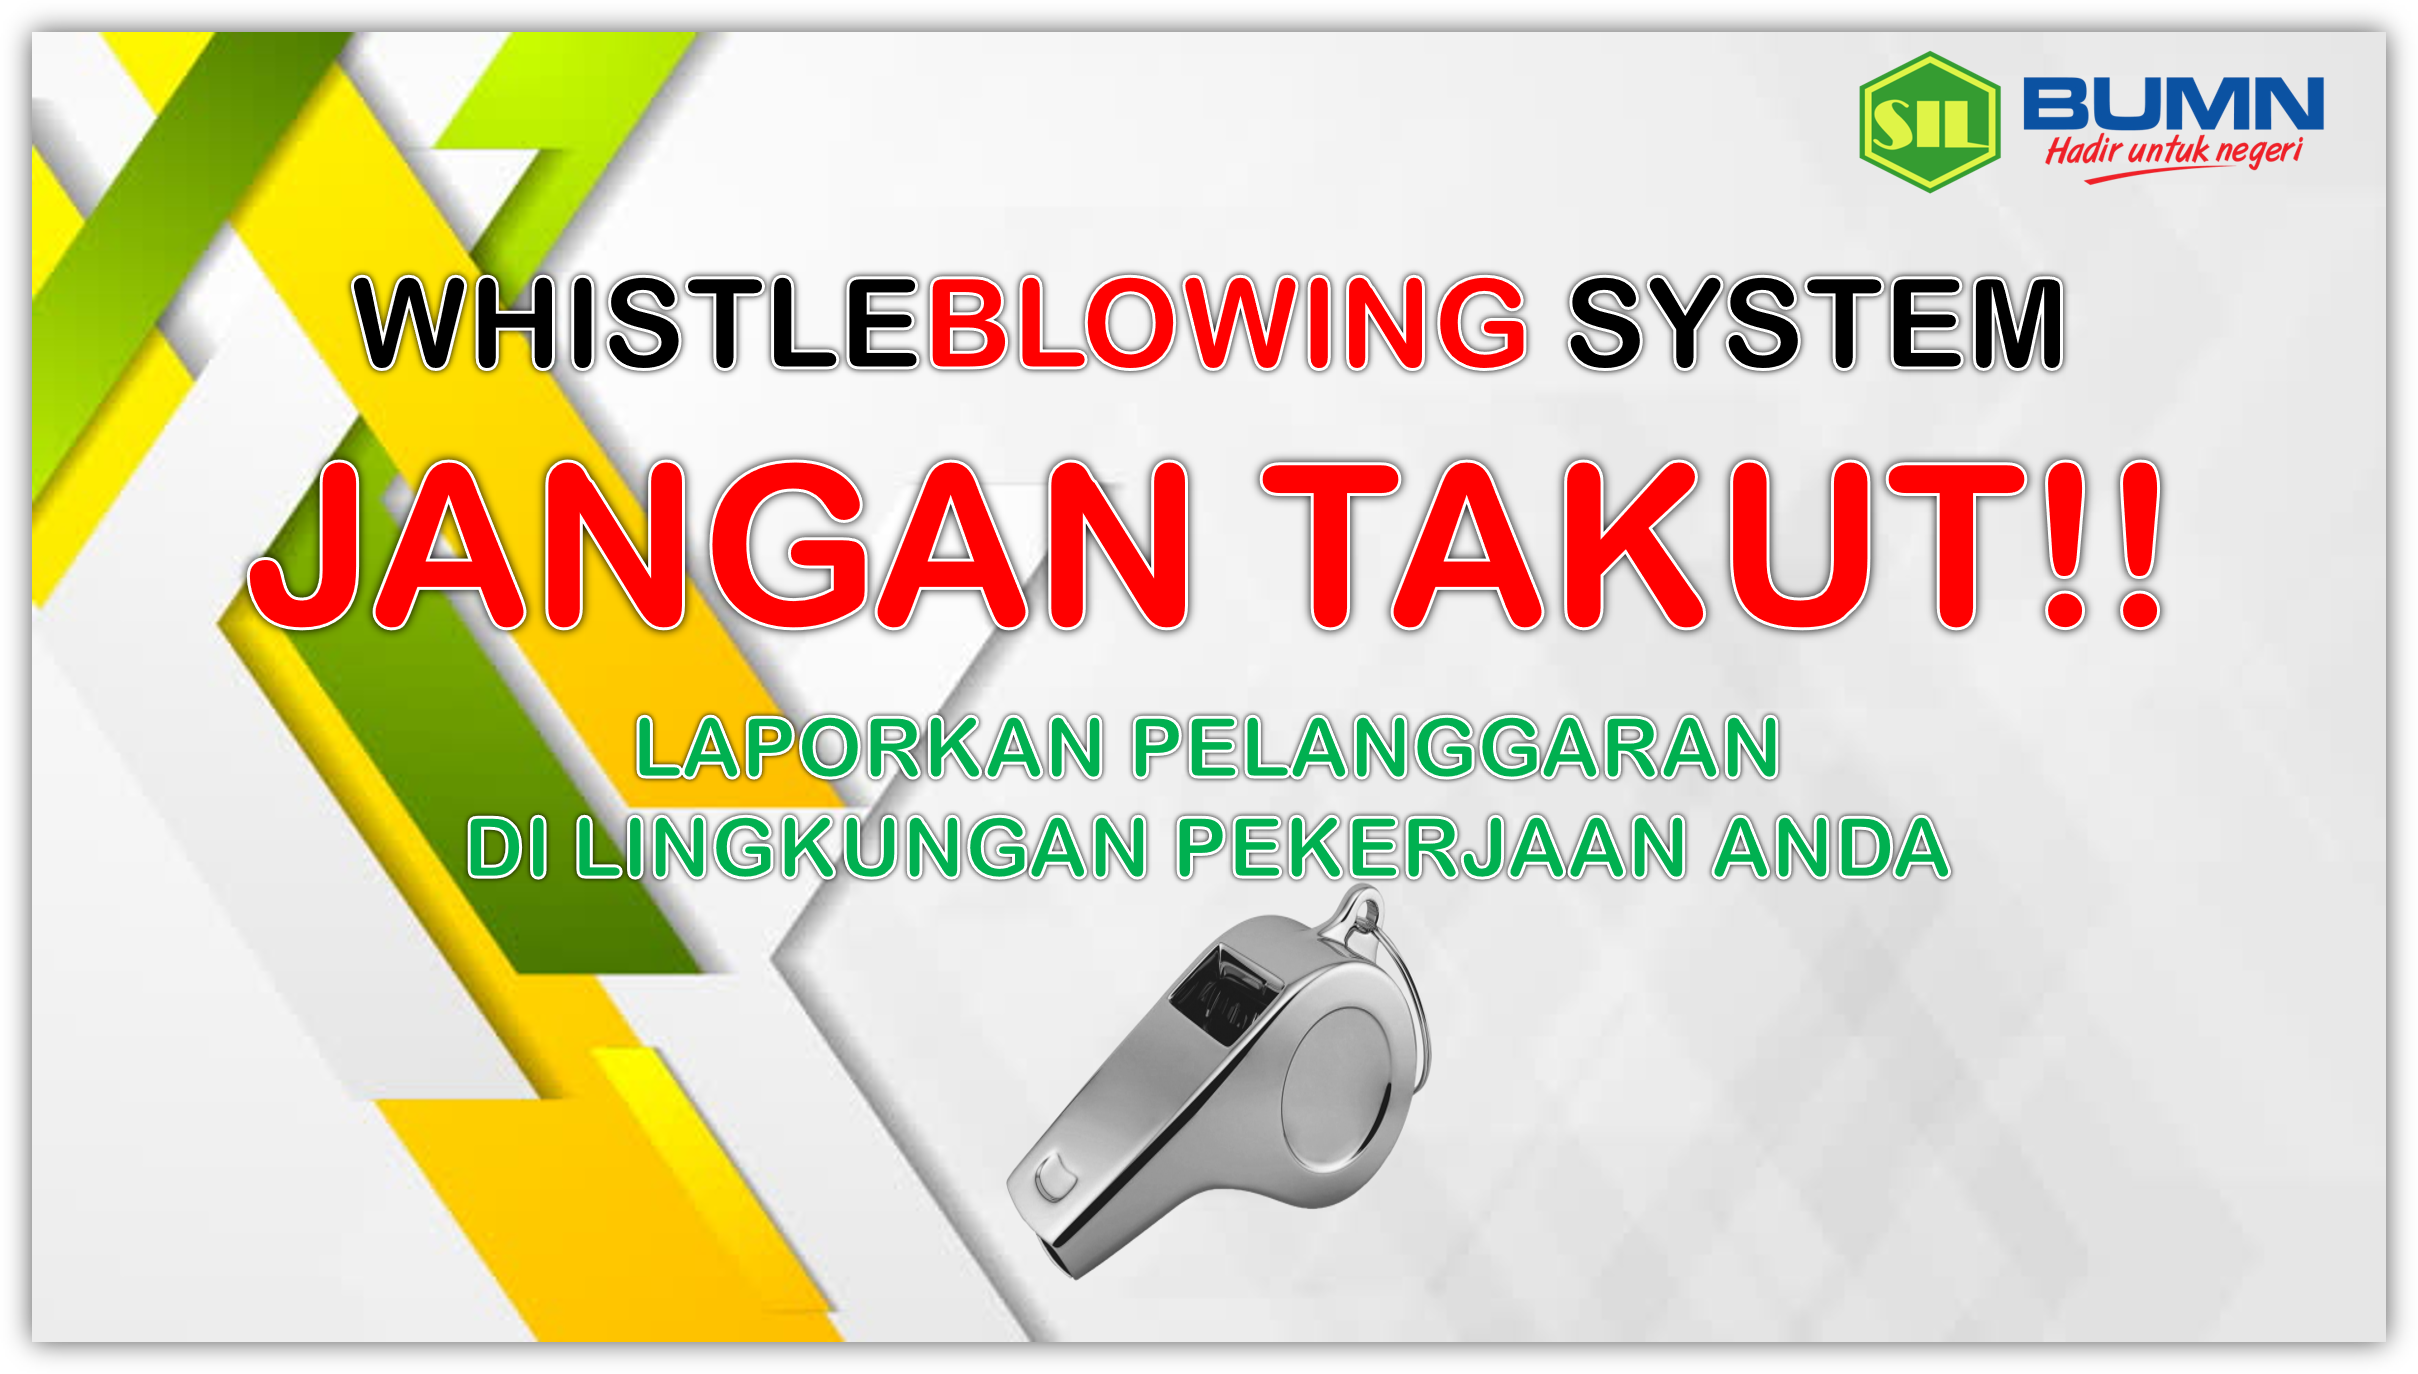 SIL BUMN
Hadir untuk negeri
WHISTLEBLOWING SYSTEM
JANGAN TAKUT!!
LAPORKAN PELANGGARAN
DI LINGKUNGAN PEKERJAAN ANDA